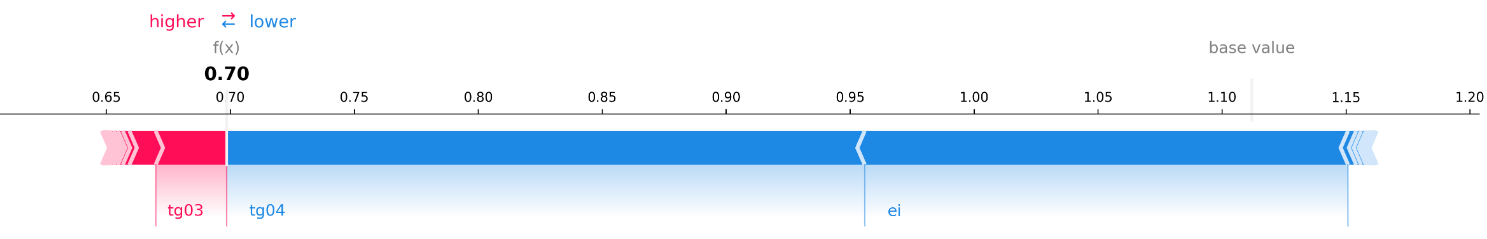 higher ⇄ lower
f(x)
base value
0.70
0.65 0.70 0.75 0.80 0.85 0.90 0.95 1.00 1.05 1.10 1.15 1.20
tg03 tg04 ei